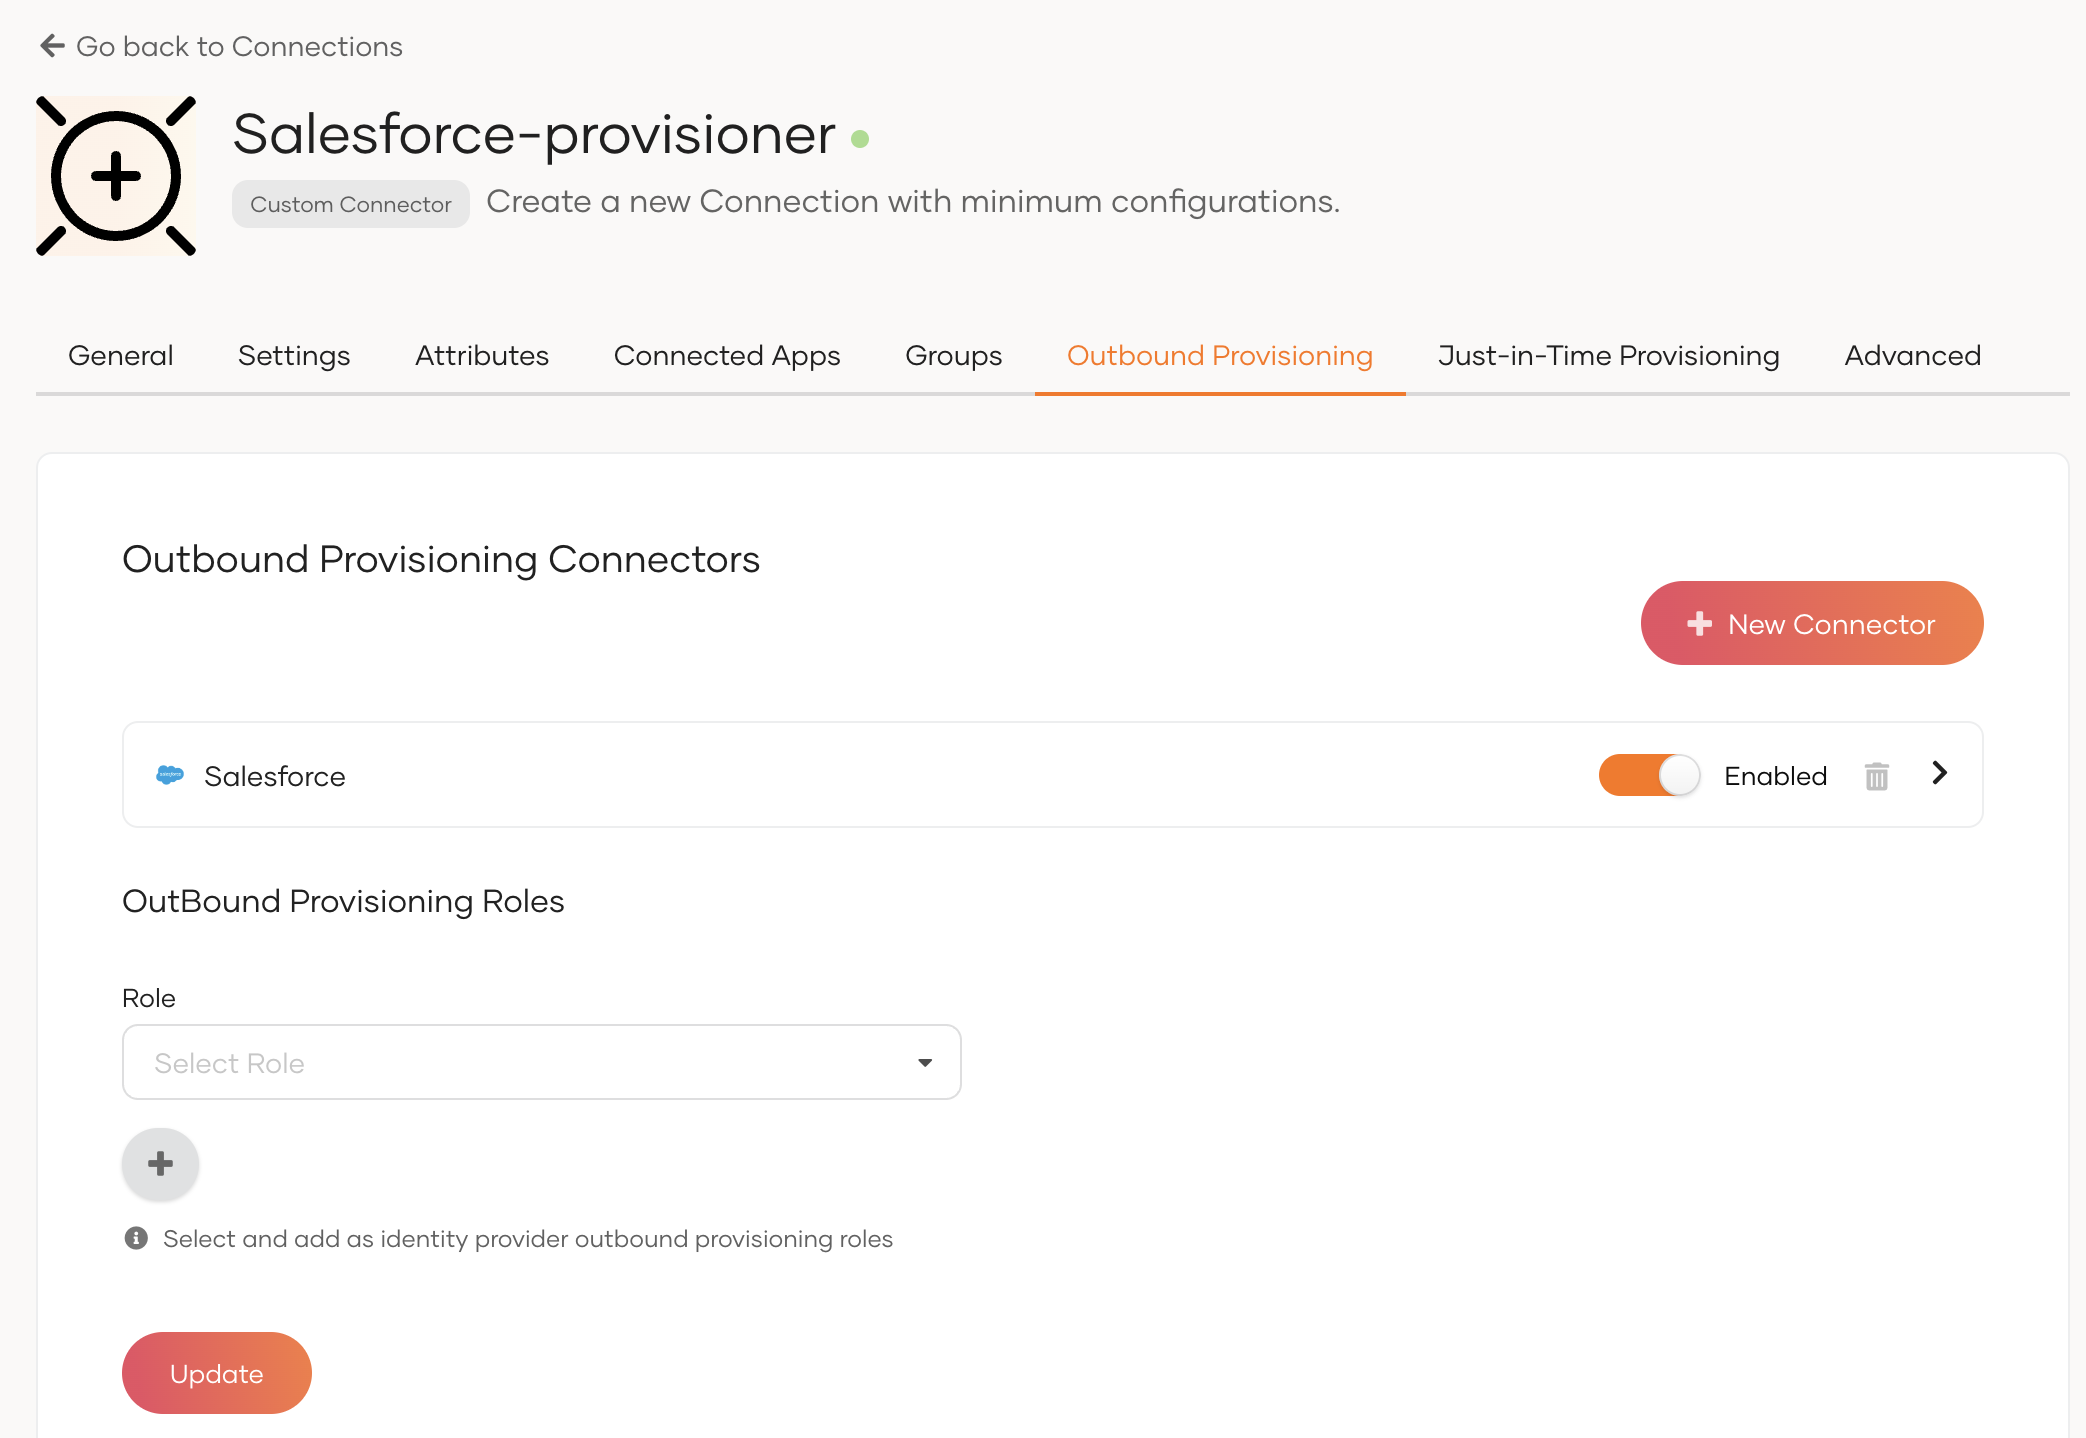 Go back to Connections
Salesforce-provisioner
Custom Connector Create a new Connection with minimum configurations.
General Settings Attributes Connected Apps Groups Outbound Provisioning Just-in-Time Provisioning Advanced
Outbound Provisioning Connectors
New Connector
Salesforce Enabled
OutBound Provisioning Roles
Role
Select Role
Select and add as identity provider outbound provisioning roles
Update